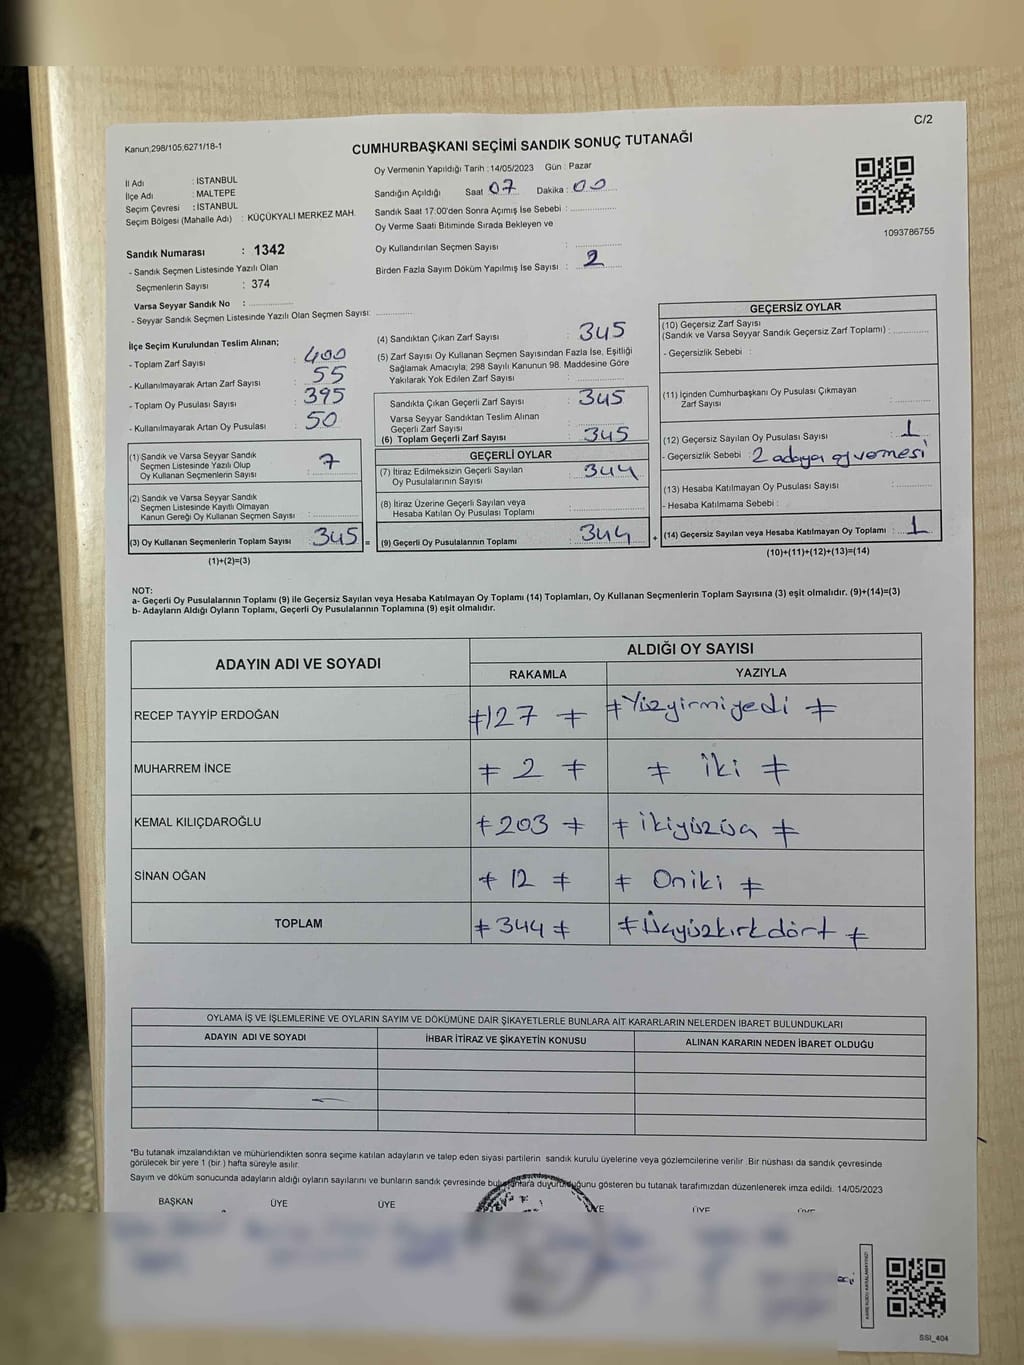 C/2
Kanun,298/105,6271/18-1
CUMHURBAŞKANI SEÇİMİ SANDIK SONUÇ TUTANAĞI
İl Adı : İSTANBUL
İlçe Adı : MALTEPE
Seçim Çevresi : İSTANBUL
Seçim Bölgesi (Mahalle Adı) : KÜÇÜKYALI MERKEZ MAH.
Sandık Numarası : 1342
- Sandık Seçmen Listesinde Yazılı Olan
Seçmenlerin Sayısı : 374
Varsa Seyyar Sandık No :
- Seyyar Sandık Seçmen Listesinde Yazılı Olan Seçmen Sayısı:
Oy Vermenin Yapıldığı Tarih : 14/05/2023 Gün : Pazar
Sandığın Açıldığı Saat 07 Dakika : 00
Sandık Saat 17:00'den Sonra Açımış İse Sebebi :
Oy Verme Saati Bitiminde Sırada Bekleyen ve
Oy Kullandırılan Seçmen Sayısı :
Birden Fazla Sayım Döküm Yapılmış İse Sayısı : 2
1093786755
İlçe Seçim Kurulundan Teslim Alınan;
- Toplam Zarf Sayısı : 400
- Kullanılmayarak Artan Zarf Sayısı : 55
- Toplam Oy Pusulası Sayısı : 395
- Kullanılmayarak Artan Oy Pusulası : 50
(1) Sandık ve Varsa Seyyar Sandık
Seçmen Listesinde Yazılı Olup
Oy Kullanan Seçmenlerin Sayısı : 7
(2) Sandık ve Varsa Seyyar Sandık
Seçmen Listesinde Kayıtlı Olmayan
Kanun Gereği Oy Kullanan Seçmen Sayısı :
(3) Oy Kullanan Seçmenlerin Toplam Sayısı : 345 =
(1)+(2)=(3)
(4) Sandıktan Çıkan Zarf Sayısı : 345
(5) Zarf Sayısı Oy Kullanan Seçmen Sayısından Fazla İse, Eşitliği
Sağlamak Amacıyla; 298 Sayılı Kanunun 98. Maddesine Göre
Yakılarak Yok Edilen Zarf Sayısı :
Sandıkta Çıkan Geçerli Zarf Sayısı : 345
Varsa Seyyar Sandıktan Teslim Alınan
Geçerli Zarf Sayısı :
(6) Toplam Geçerli Zarf Sayısı : 345
GEÇERLİ OYLAR
(7) İtiraz Edilmeksizin Geçerli Sayılan
Oy Pusulalarının Toplamı : 344
(8) İtiraz Üzerine Geçerli Sayılan veya
Hesaba Katılan Oy Pusulası Toplamı :
(9) Geçerli Oy Pusulalarının Toplamı : 344 +
GEÇERSİZ OYLAR
(10) Geçersiz Zarf Sayısı
(Sandık ve Varsa Seyyar Sandık Geçersiz Zarf Toplamı) :
- Geçersizlik Sebebi :
(11) İçinden Cumhurbaşkanı Oy Pusulası Çıkmayan
Zarf Sayısı :
(12) Geçersiz Sayılan Oy Pusulası Sayısı : 1
- Geçersizlik Sebebi : 2 adaya oy vermesi
(13) Hesaba Katılmayan Oy Pusulası Sayısı :
- Hesaba Katılmama Sebebi :
(14) Geçersiz Sayılan veya Hesaba Katılmayan Oy Toplamı : 1
(10)+(11)+(12)+(13)=(14)
NOT:
a- Geçerli Oy Pusulalarının Toplamı (9) ile Geçersiz Sayılan veya Hesaba Katılmayan Oy Toplamı (14) Toplamları, Oy Kullanan Seçmenlerin Toplam Sayısına (3) eşit olmalıdır. (9)+(14)=(3)
b- Adayların Aldığı Oyların Toplamı, Geçerli Oy Pusulalarının Toplamına (9) eşit olmalıdır.
ADAYIN ADI VE SOYADI ALDIĞI OY SAYISI
RAKAMLA YAZIYLA
RECEP TAYYİP ERDOĞAN ≠127 ≠ ≠Yüzyirmiyedi ≠
MUHARREM İNCE ≠ 2 ≠ ≠ iki ≠
KEMAL KILIÇDAROĞLU ≠203 ≠ ≠ ikiyüzüç ≠
SİNAN OĞAN ≠ 12 ≠ ≠ Oniki ≠
TOPLAM ≠344 ≠ ≠Üçyüzkırkdört ≠
OYLAMA İŞ VE İŞLEMLERİNE VE OYLARIN SAYIM VE DÖKÜMÜNE DAİR ŞİKAYETLERLE BUNLARA AİT KARARLARIN NELERDEN İBARET BULUNDUKLARI
ADAYIN ADI VE SOYADI İHBAR İTİRAZ VE ŞİKAYETİN KONUSU ALINAN KARARIN NEDEN İBARET OLDUĞU
*Bu tutanak imzalandıktan ve mühürlendikten sonra seçime katılan adayların ve talep eden siyasi partilerin sandık kurulu üyelerine veya gözlemcilerine verilir. Bir nüshası da sandık çevresinde
görülecek bir yere 1 (bir ) hafta süreyle asılır.
Sayım ve döküm sonucunda adayların aldığı oyların sayılarını ve bunların sandık çevresinde duyurulduğunu gösteren bu tutanak tarafımızdan düzenlenerek imza edildi. 14/05/2023
BAŞKAN ÜYE ÜYE ÜYE ÜYE
SSI_404